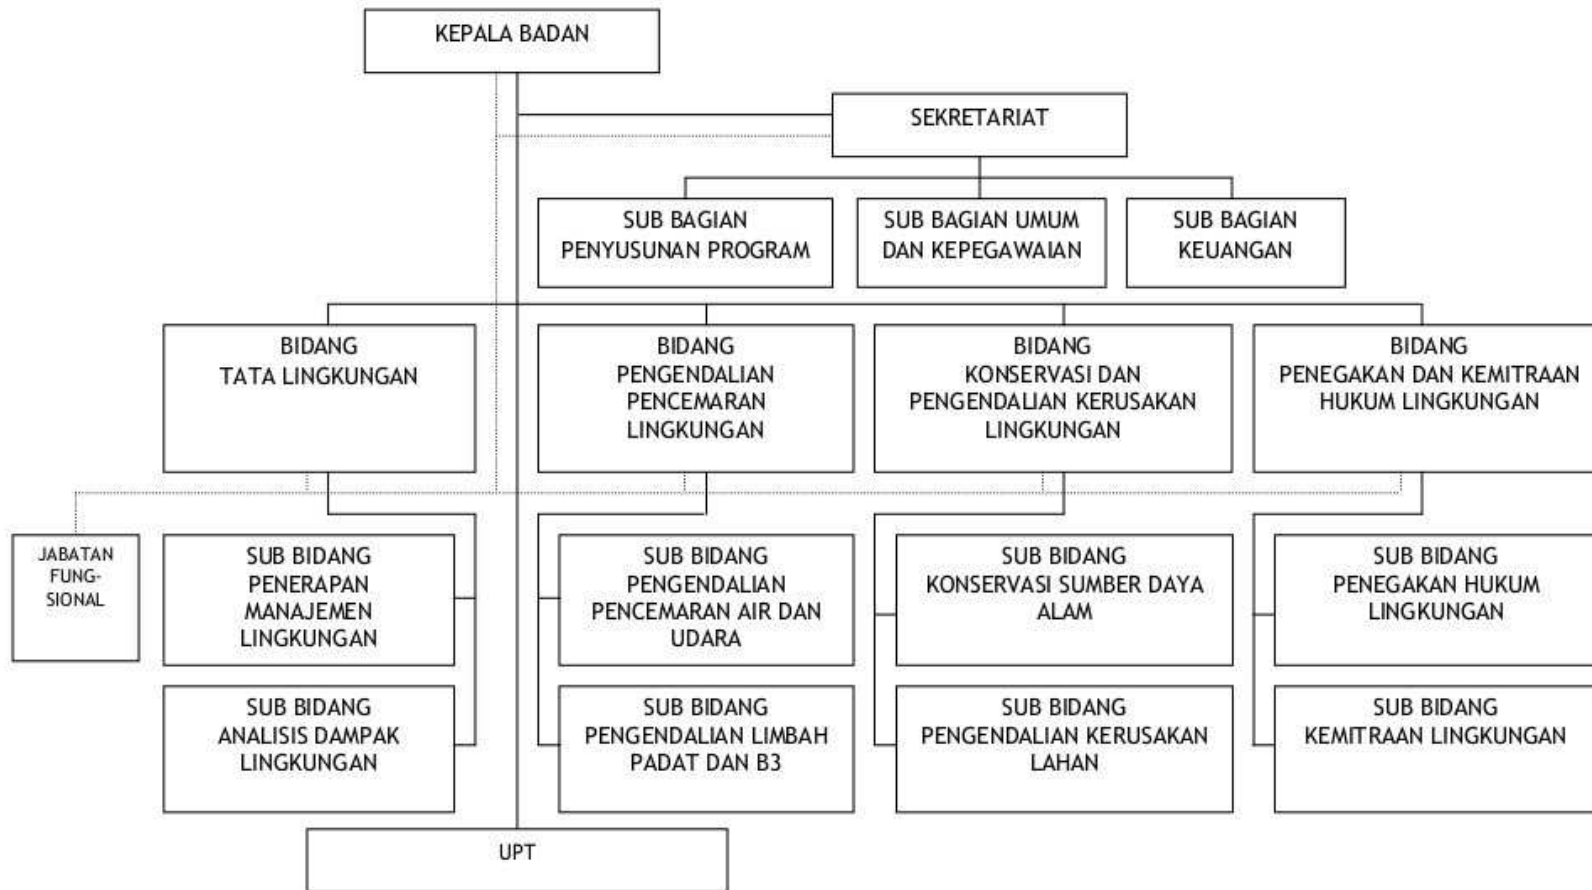 KEPALA BADAN
SEKRETARIAT
SUB BAGIAN
PENYUSUNAN PROGRAM
SUB BAGIAN UMUM
DAN KEPEGAWAIAN
SUB BAGIAN
KEUANGAN
BIDANG
TATA LINGKUNGAN
BIDANG
PENGENDALIAN
PENCEMARAN
LINGKUNGAN
BIDANG
KONSERVASI DAN
PENGENDALIAN KERUSAKAN
LINGKUNGAN
BIDANG
PENEGAKAN DAN KEMITRAAN
HUKUM LINGKUNGAN
JABATAN
FUNG-
SIONAL
SUB BIDANG
PENERAPAN
MANAJEMEN
LINGKUNGAN
SUB BIDANG
PENGENDALIAN
PENCEMARAN AIR DAN
UDARA
SUB BIDANG
KONSERVASI SUMBER DAYA
ALAM
SUB BIDANG
PENEGAKAN HUKUM
LINGKUNGAN
SUB BIDANG
ANALISIS DAMPAK
LINGKUNGAN
SUB BIDANG
PENGENDALIAN LIMBAH
PADAT DAN B3
SUB BIDANG
PENGENDALIAN KERUSAKAN
LAHAN
SUB BIDANG
KEMITRAAN LINGKUNGAN
UPT